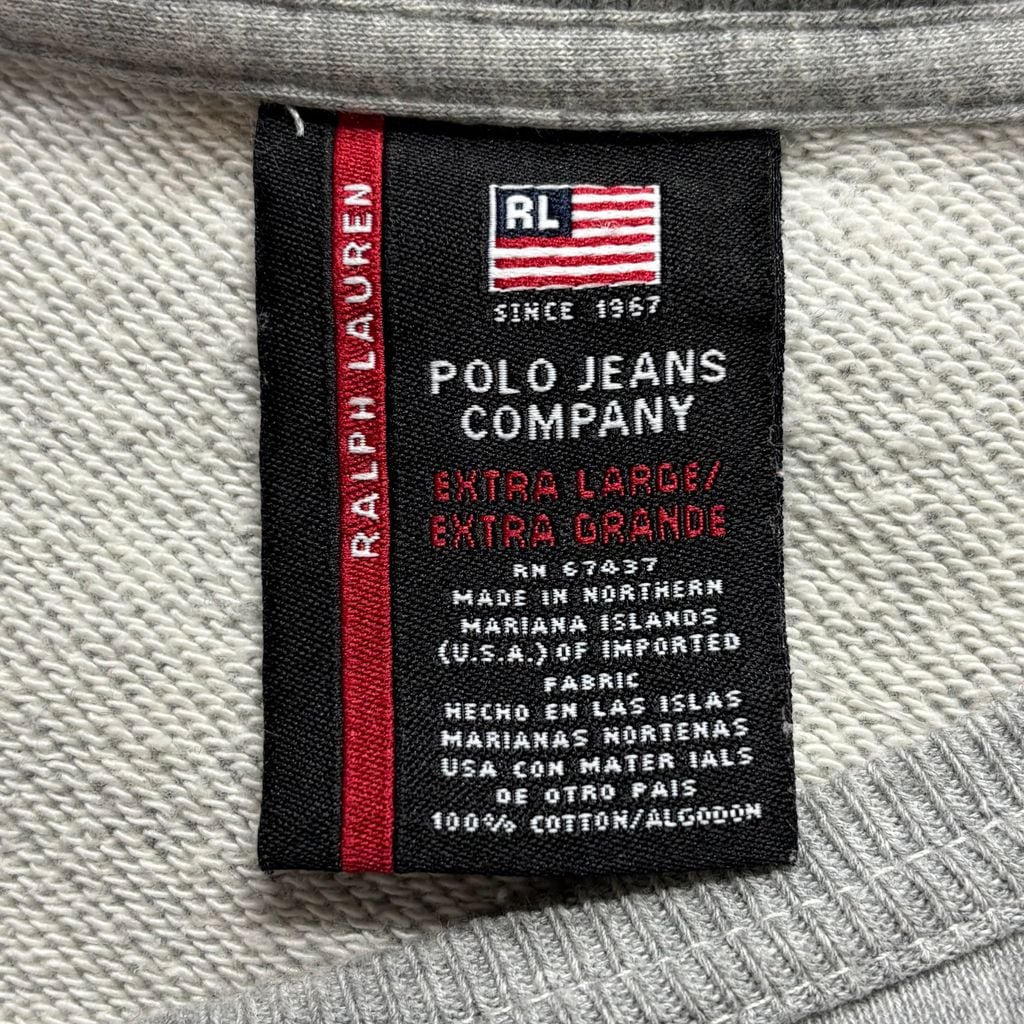 RALPH LAUREN
RL
SINCE 1967
POLO JEANS
COMPANY
EXTRA LARGE/
EXTRA GRANDE
RN 67437
MADE IN NORTHERN
MARIANA ISLANDS
(U.S.A.) OF IMPORTED
FABRIC
HECHO EN LAS ISLAS
MARIANAS NORTENAS
USA CON MATER IALS
DE OTRO PAIS
100% COTTON/ALGODON